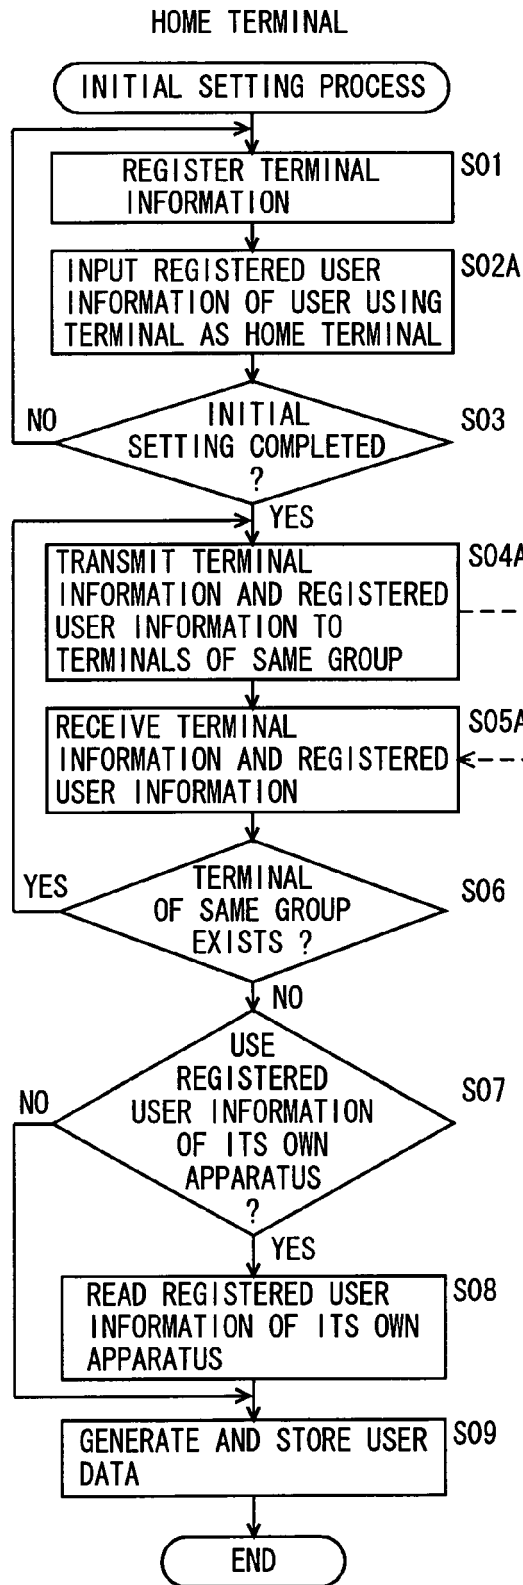 HOME TERMINAL
INITIAL SETTING PROCESS
REGISTER TERMINAL
INFORMATION
S01
INPUT REGISTERED USER
INFORMATION OF USER USING
TERMINAL AS HOME TERMINAL
S02A
INITIAL
SETTING COMPLETED
?
S03
NO
YES
TRANSMIT TERMINAL
INFORMATION AND REGISTERED
USER INFORMATION TO
TERMINALS OF SAME GROUP
S04A
RECEIVE TERMINAL
INFORMATION AND REGISTERED
USER INFORMATION
S05A
TERMINAL
OF SAME GROUP
EXISTS ?
S06
YES
NO
USE
REGISTERED
USER INFORMATION
OF ITS OWN
APPARATUS
?
S07
NO
YES
READ REGISTERED USER
INFORMATION OF ITS OWN
APPARATUS
S08
GENERATE AND STORE USER
DATA
S09
END